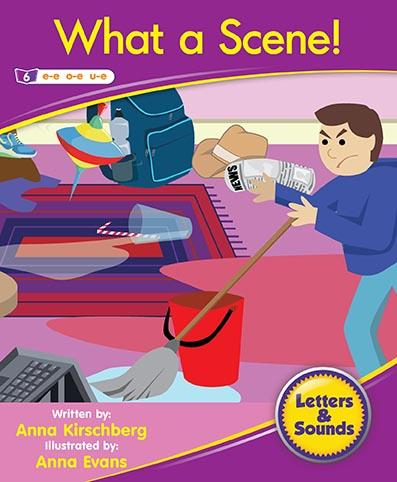 What a Scene!
6 e-e o-e u-e
NEWS
Written by:
Anna Kirschberg
Illustrated by:
Anna Evans
Letters
&
Sounds